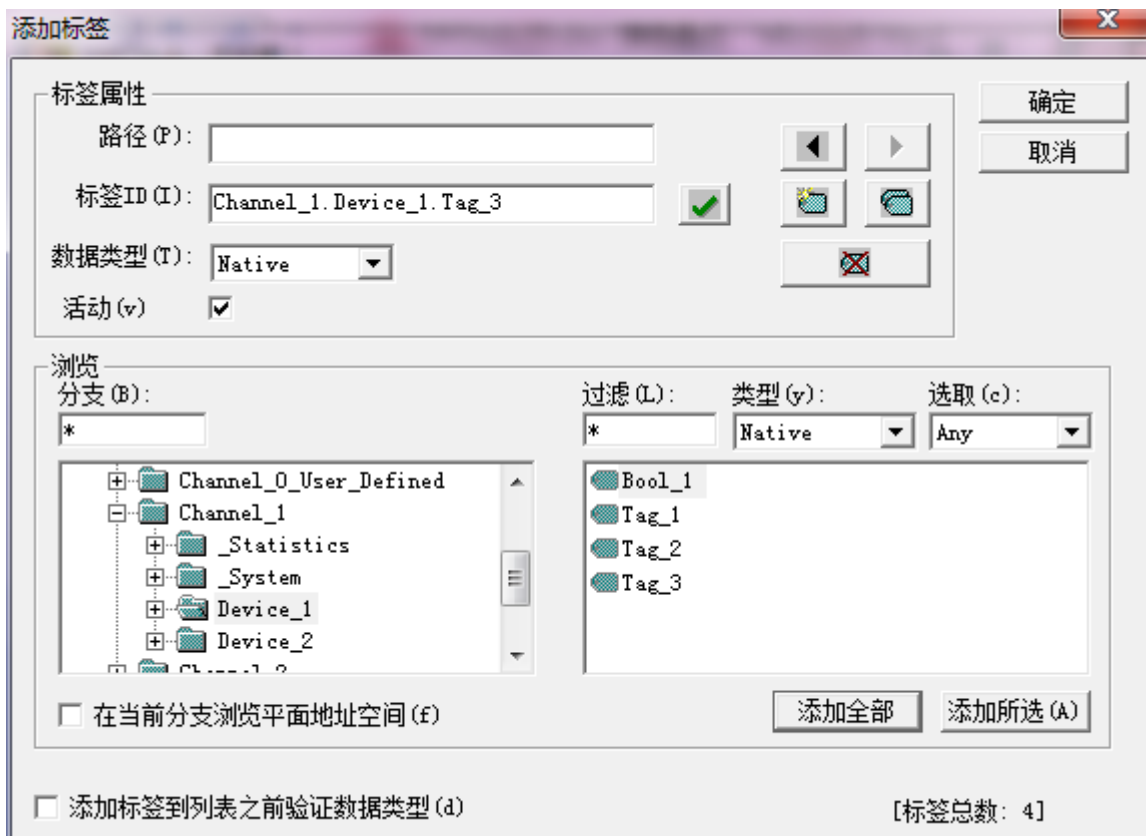 添加标签
标签属性
路径(P):
标签ID(I): Channel_1.Device_1.Tag_3
数据类型(T): Native
活动(v)
确定
取消
浏览
分支(B):
*
过滤(L): 类型(y): 选取(c):
* Native Any
Channel_0_User_Defined
Channel_1
_Statistics
_System
Device_1
Device_2
Bool_1
Tag_1
Tag_2
Tag_3
在当前分支浏览平面地址空间(f)
添加全部 添加所选(A)
添加标签到列表之前验证数据类型(d)
[标签总数: 4]